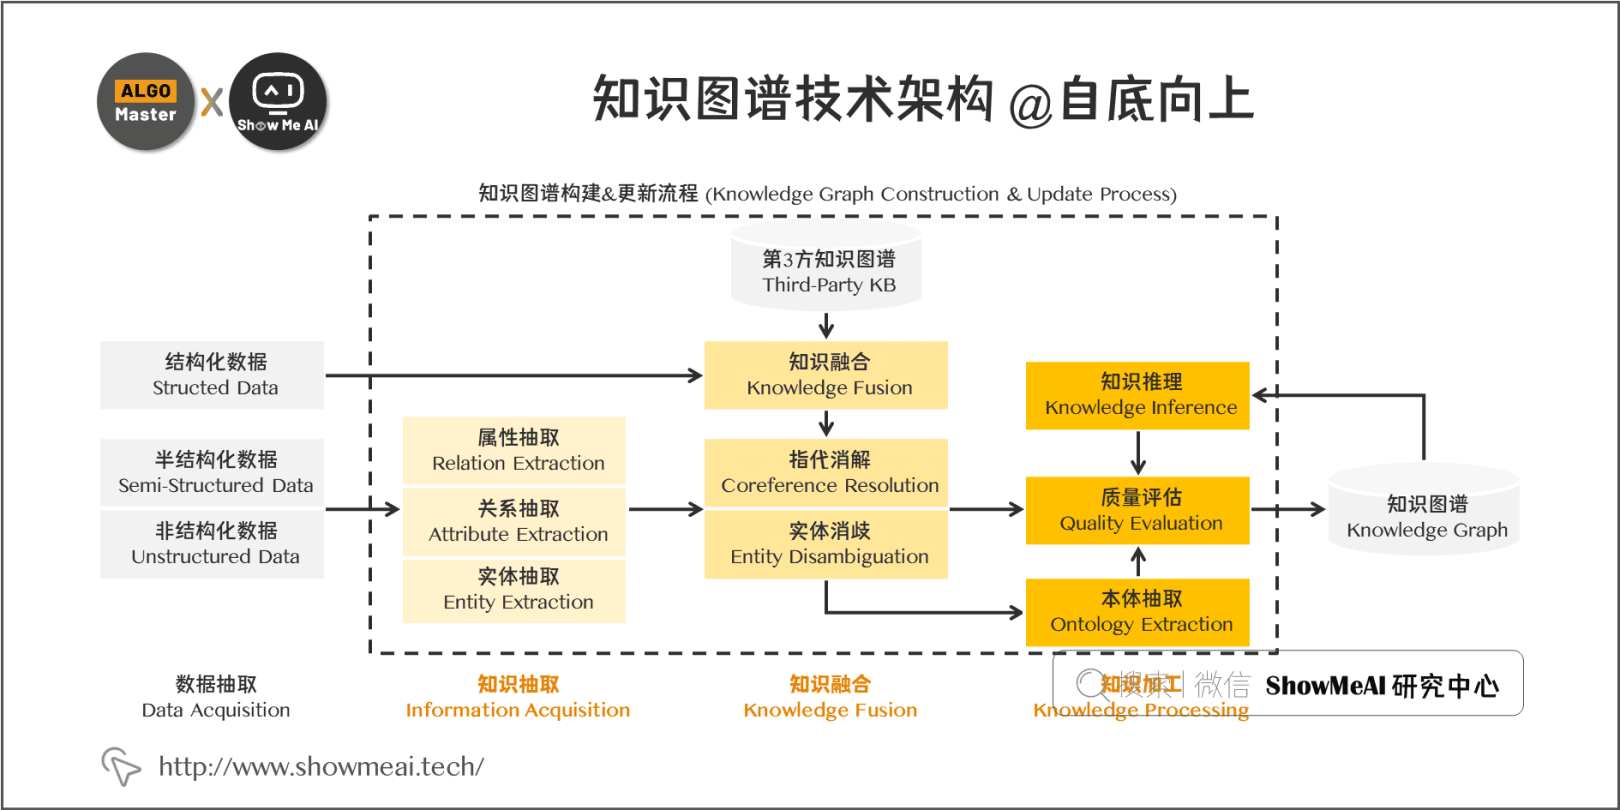 ALGO
Master
X
Show Me AI
知识图谱技术架构 @自底向上
知识图谱构建&更新流程 (Knowledge Graph Construction & Update Process)
第3方知识图谱
Third-Party KB
结构化数据
Structed Data
知识融合
Knowledge Fusion
知识推理
Knowledge Inference
属性抽取
Relation Extraction
半结构化数据
Semi-Structured Data
指代消解
Coreference Resolution
关系抽取
Attribute Extraction
质量评估
Quality Evaluation
知识图谱
Knowledge Graph
非结构化数据
Unstructured Data
实体消歧
Entity Disambiguation
实体抽取
Entity Extraction
本体抽取
Ontology Extraction
数据抽取
Data Acquisition
知识抽取
Information Acquisition
知识融合
Knowledge Fusion
知识加工
Knowledge Processing
搜索 | 微信 ShowMeAI 研究中心
http://www.showmeai.tech/